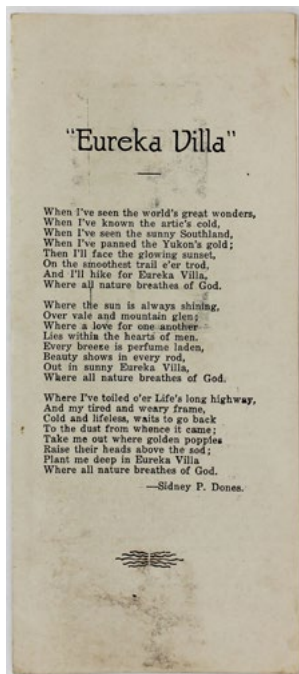 "Eureka Villa"
When I've seen the world's great wonders,
When I've known the artic's cold,
When I've seen the sunny Southland,
When I've panned the Yukon's gold;
Then I'll face the glowing sunset,
On the smoothest trail e'er trod,
And I'll hike for Eureka Villa,
Where all nature breathes of God.
Where the sun is always shining,
Over vale and mountain glen;
Where a love for one another
Lies within the hearts of men.
Every breeze is perfume laden,
Beauty shows in every rod,
Out in sunny Eureka Villa,
Where all nature breathes of God.
Where I've toiled o'er Life's long highway,
And my tired and weary frame,
Cold and lifeless, waits to go back
To the dust from whence it came;
Take me out where golden poppies
Raise their heads above the sod;
Plant me deep in Eureka Villa
Where all nature breathes of God.
—Sidney P. Dones.